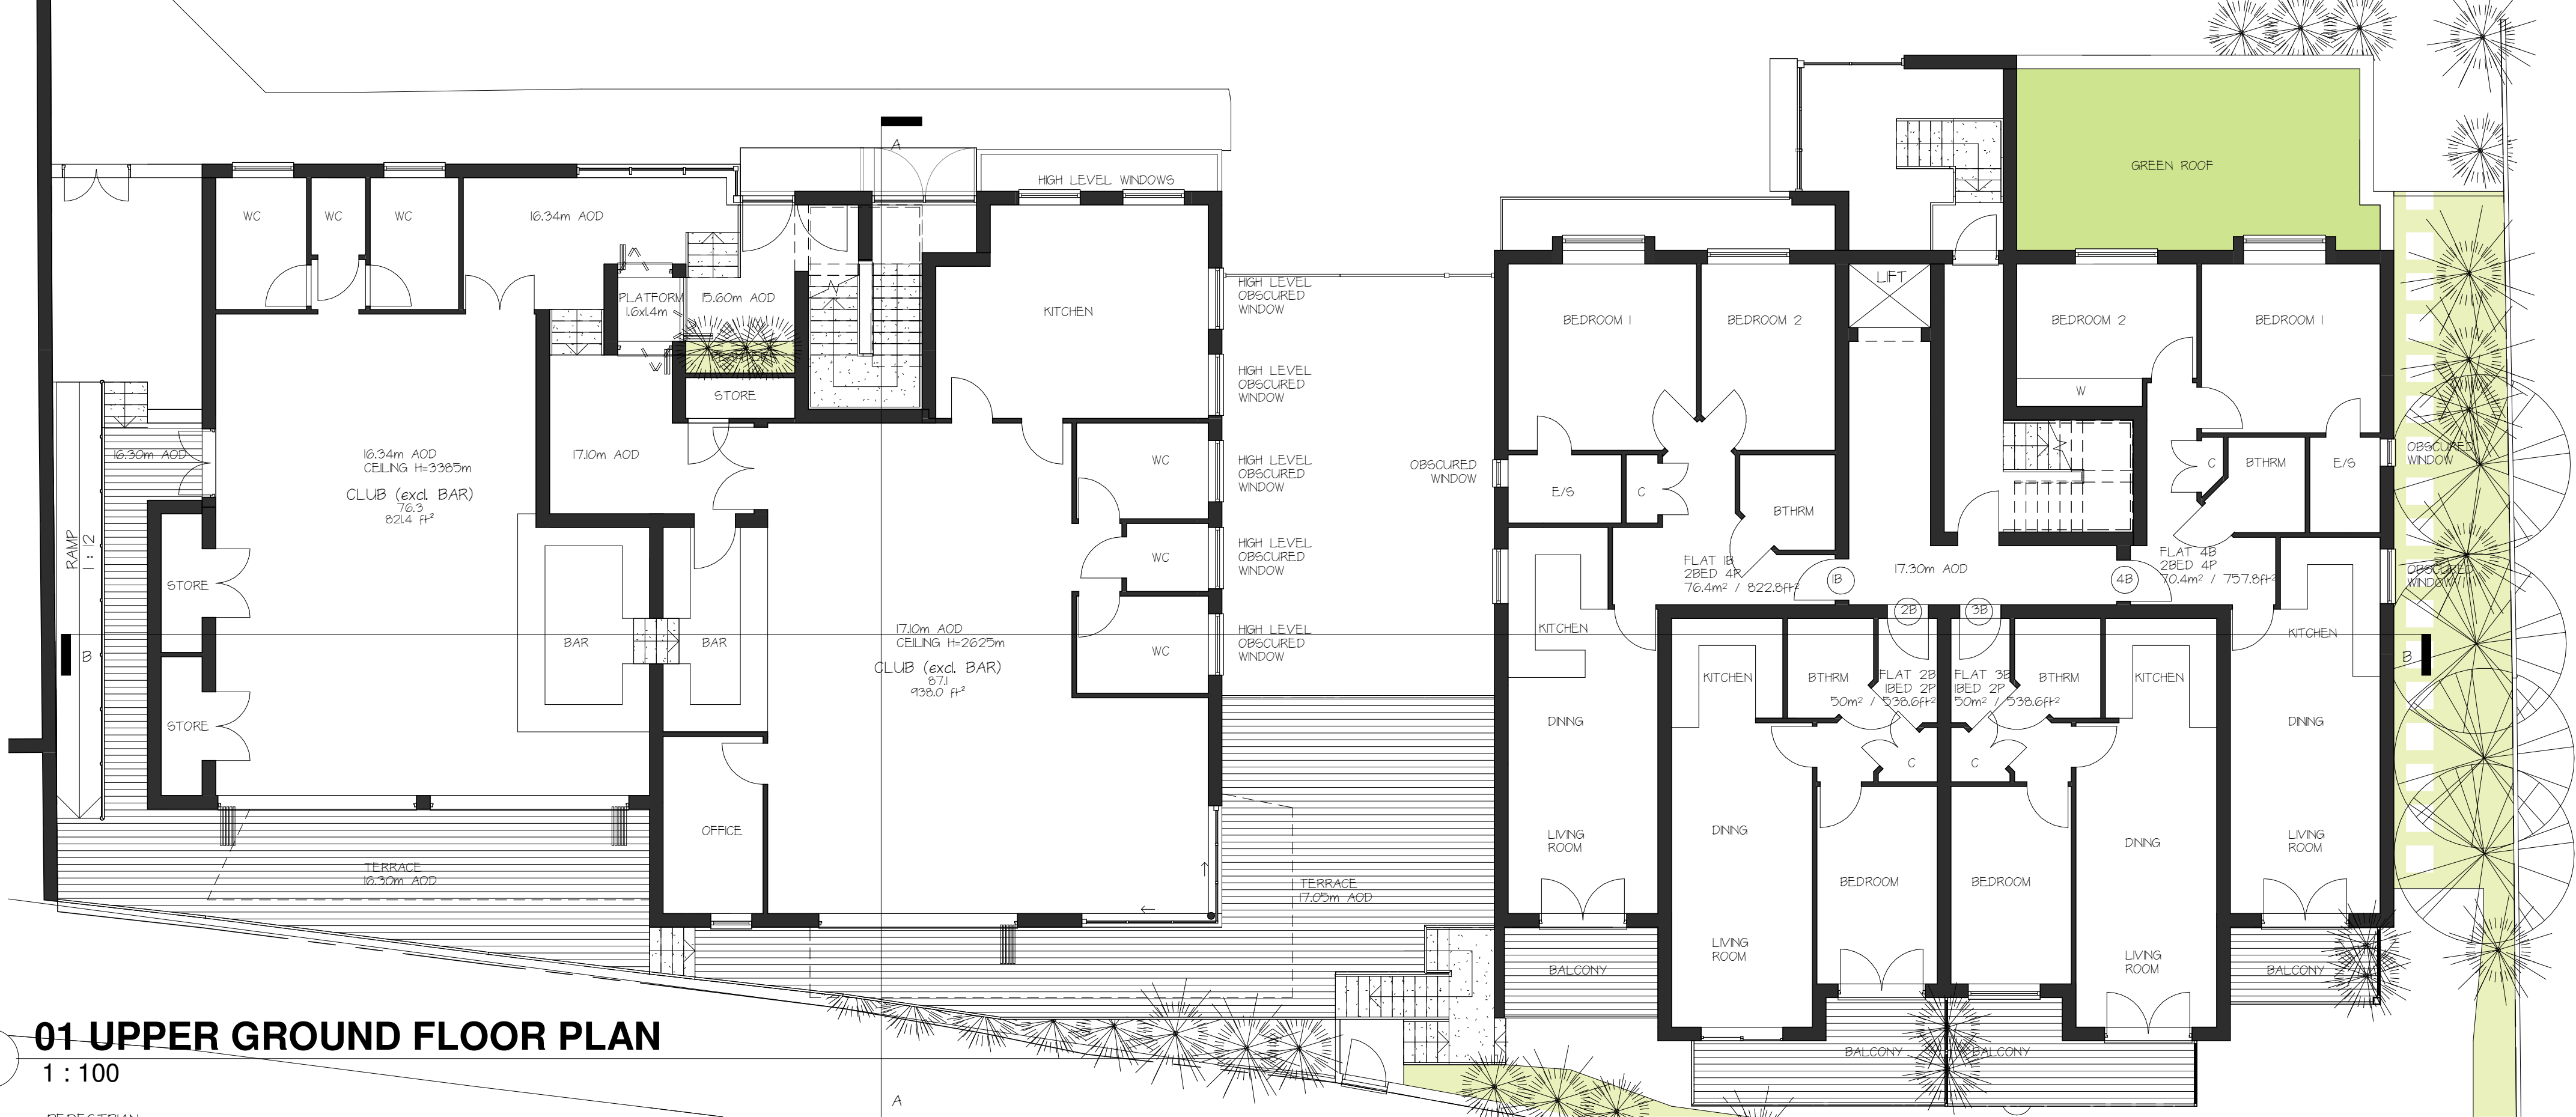 GREEN ROOF
A
HIGH LEVEL WINDOWS
WC
WC
WC
16.34m AOD
PLATFORM
1.6x1.4m
15.60m AOD
STORE
KITCHEN
HIGH LEVEL
OBSCURED
WINDOW
HIGH LEVEL
OBSCURED
WINDOW
HIGH LEVEL
OBSCURED
WINDOW
HIGH LEVEL
OBSCURED
WINDOW
HIGH LEVEL
OBSCURED
WINDOW
16.30m AOD
16.34m AOD
CEILING H=3385m
CLUB (excl. BAR)
76.3
821.4 ft²
17.10m AOD
RAMP
1 : 12
STORE
STORE
B
BAR
BAR
WC
WC
WC
17.10m AOD
CEILING H=2625m
CLUB (excl. BAR)
87.1
938.0 ft²
OFFICE
TERRACE
16.30m AOD
TERRACE
17.05m AOD
LIFT
BEDROOM 1
BEDROOM 2
BEDROOM 2
BEDROOM 1
W
OBSCURED
WINDOW
E/S
C
BTHRM
C
BTHRM
E/S
OBSCURED
WINDOW
FLAT 1B
2BED 4P
76.4m² / 822.8ft²
1B
17.30m AOD
4B
FLAT 4B
2BED 4P
70.4m² / 757.8ft²
OBSCURED
WINDOW
2B
3B
KITCHEN
KITCHEN
B
KITCHEN
BTHRM
FLAT 2B
1BED 2P
50m² / 538.6ft²
FLAT 3B
1BED 2P
50m² / 538.6ft²
BTHRM
KITCHEN
DINING
DINING
C
C
DINING
LIVING
ROOM
BEDROOM
BEDROOM
DINING
LIVING
ROOM
LIVING
ROOM
LIVING
ROOM
BALCONY
BALCONY
BALCONY
BALCONY
01 UPPER GROUND FLOOR PLAN
1 : 100
A
PEDESTRIAN